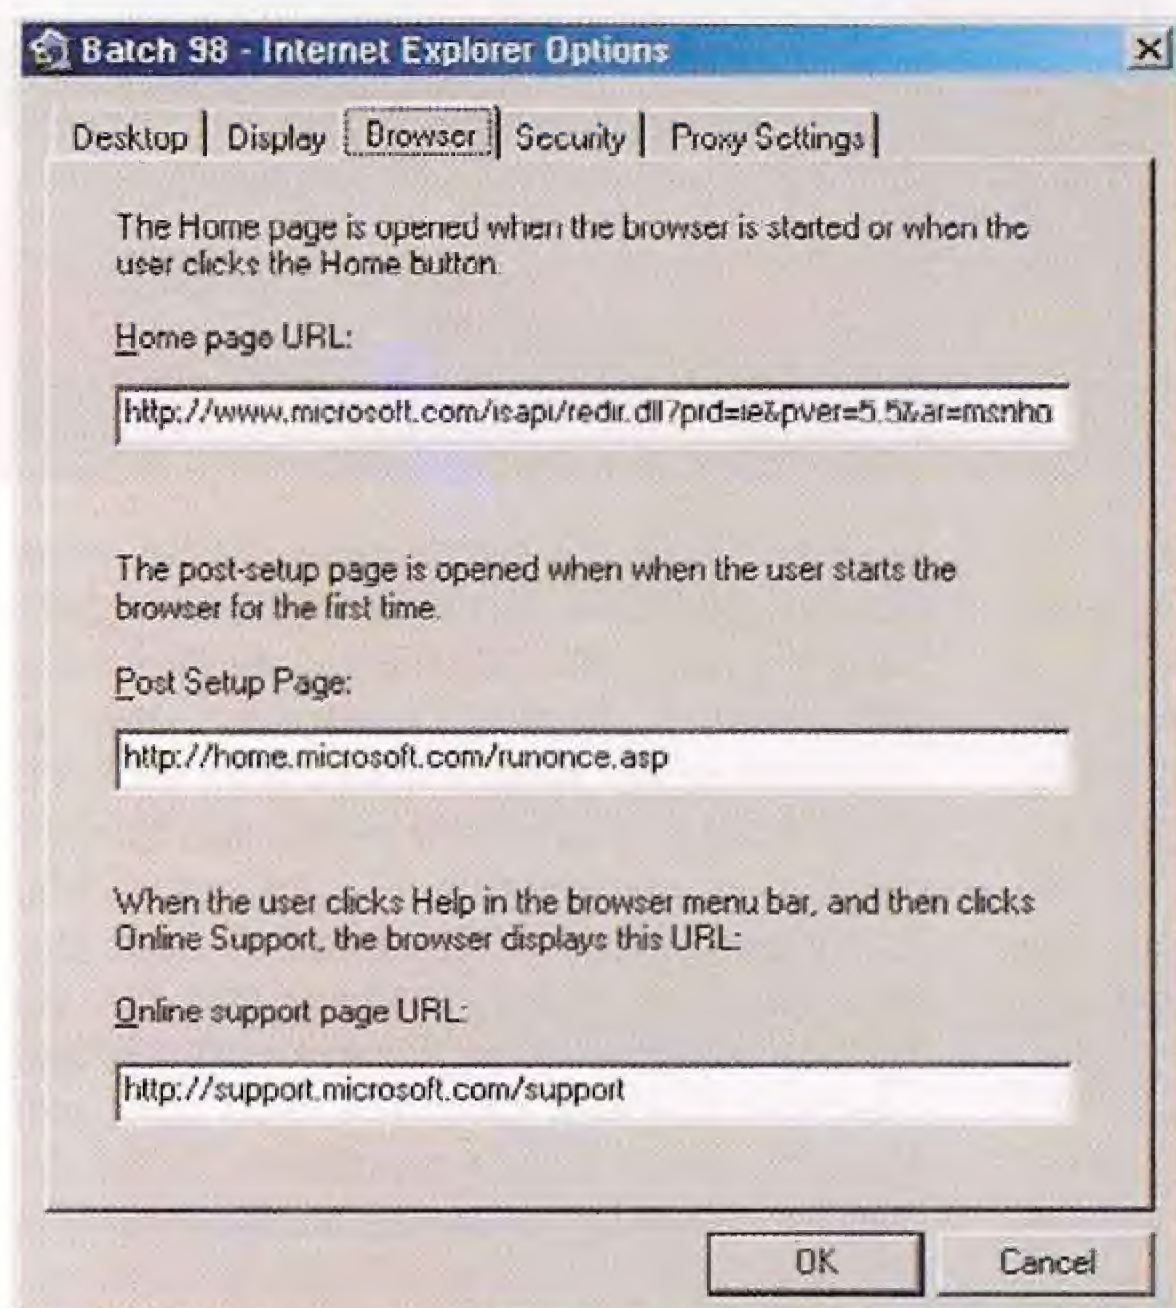 Batch 98 - Internet Explorer Options
Desktop Display Browser Security Proxy Settings
The Home page is opened when the browser is started or when the
user clicks the Home button.
Home page URL:
http://www.microsoft.com/isapi/redir.dll?prd=ie&pver=5.5&ar=msnho
The post-setup page is opened when when the user starts the
browser for the first time.
Post Setup Page:
http://home.microsoft.com/runonce.asp
When the user clicks Help in the browser menu bar, and then clicks
Online Support, the browser displays this URL:
Online support page URL:
http://support.microsoft.com/support
OK Cancel